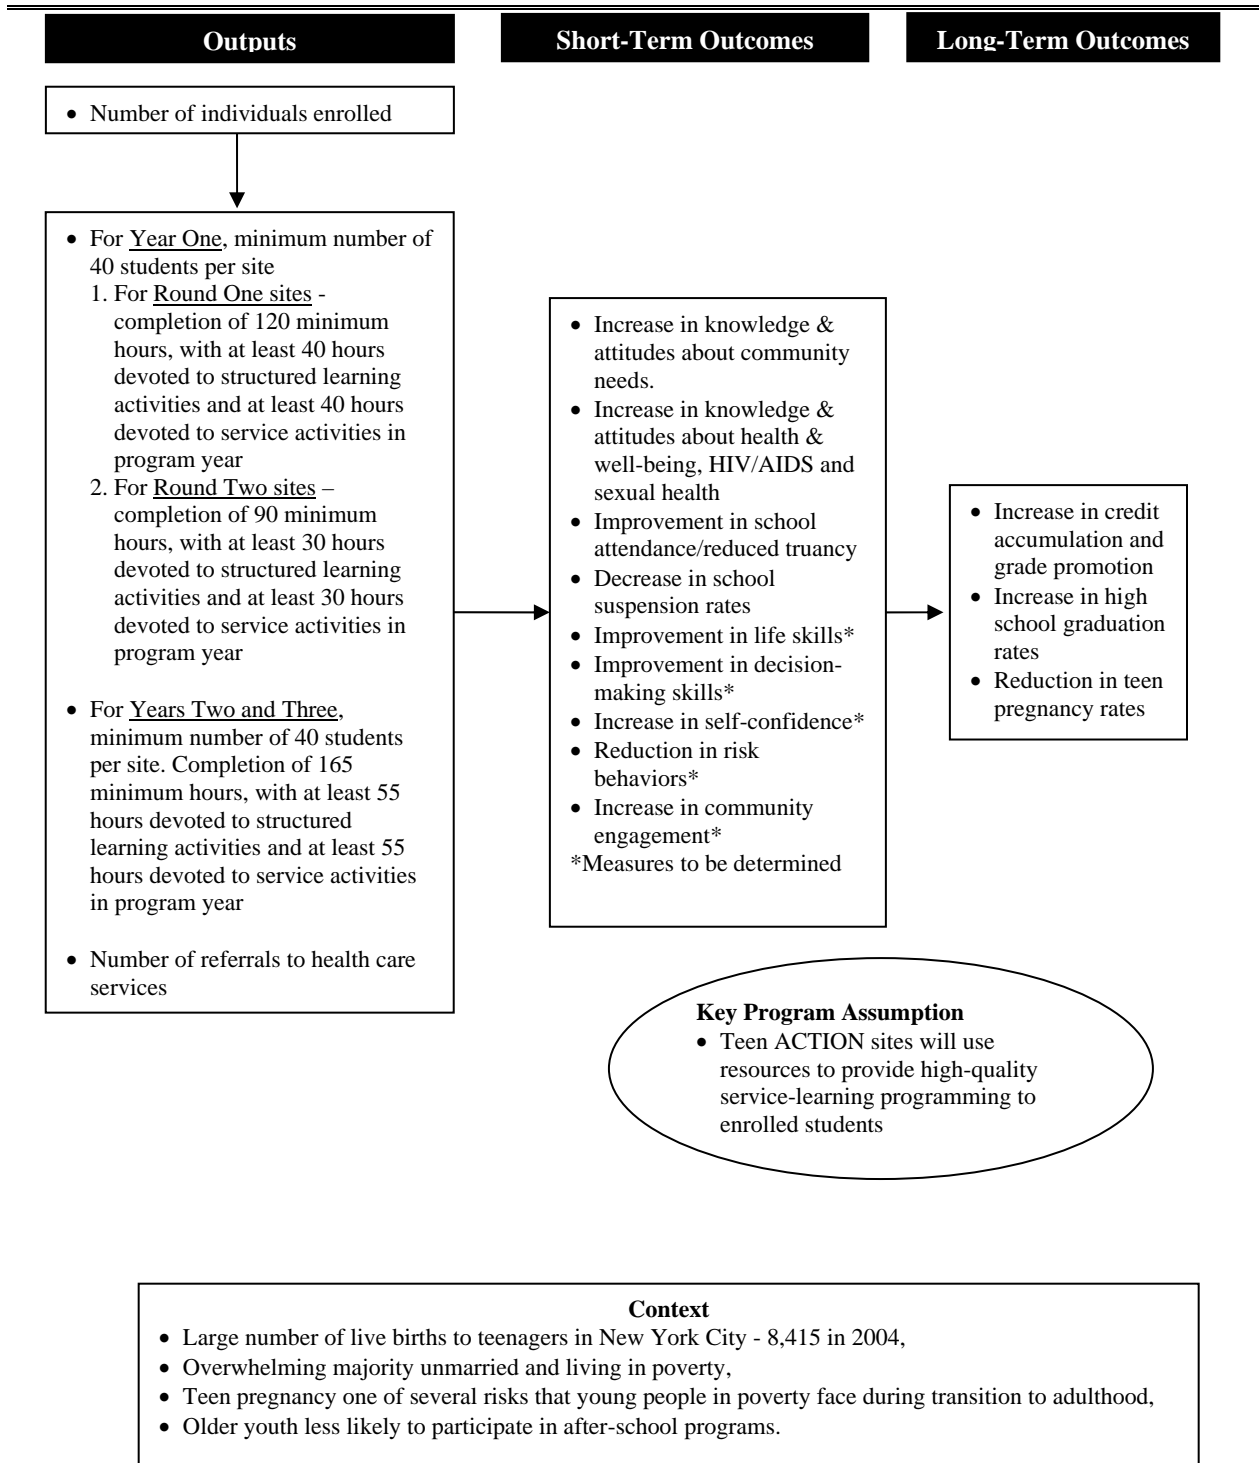 Outputs
Short-Term Outcomes
Long-Term Outcomes
• Number of individuals enrolled
• For Year One, minimum number of
40 students per site
1. For Round One sites -
completion of 120 minimum
hours, with at least 40 hours
devoted to structured learning
activities and at least 40 hours
devoted to service activities in
program year
2. For Round Two sites –
completion of 90 minimum
hours, with at least 30 hours
devoted to structured learning
activities and at least 30 hours
devoted to service activities in
program year
• For Years Two and Three,
minimum number of 40 students
per site. Completion of 165
minimum hours, with at least 55
hours devoted to structured
learning activities and at least 55
hours devoted to service activities
in program year
• Number of referrals to health care
services
• Increase in knowledge &
attitudes about community
needs.
• Increase in knowledge &
attitudes about health &
well-being, HIV/AIDS and
sexual health
• Improvement in school
attendance/reduced truancy
• Decrease in school
suspension rates
• Improvement in life skills*
• Improvement in decision-
making skills*
• Increase in self-confidence*
• Reduction in risk
behaviors*
• Increase in community
engagement*
*Measures to be determined
• Increase in credit
accumulation and
grade promotion
• Increase in high
school graduation
rates
• Reduction in teen
pregnancy rates
Key Program Assumption
• Teen ACTION sites will use
resources to provide high-quality
service-learning programming to
enrolled students
Context
• Large number of live births to teenagers in New York City - 8,415 in 2004,
• Overwhelming majority unmarried and living in poverty,
• Teen pregnancy one of several risks that young people in poverty face during transition to adulthood,
• Older youth less likely to participate in after-school programs.